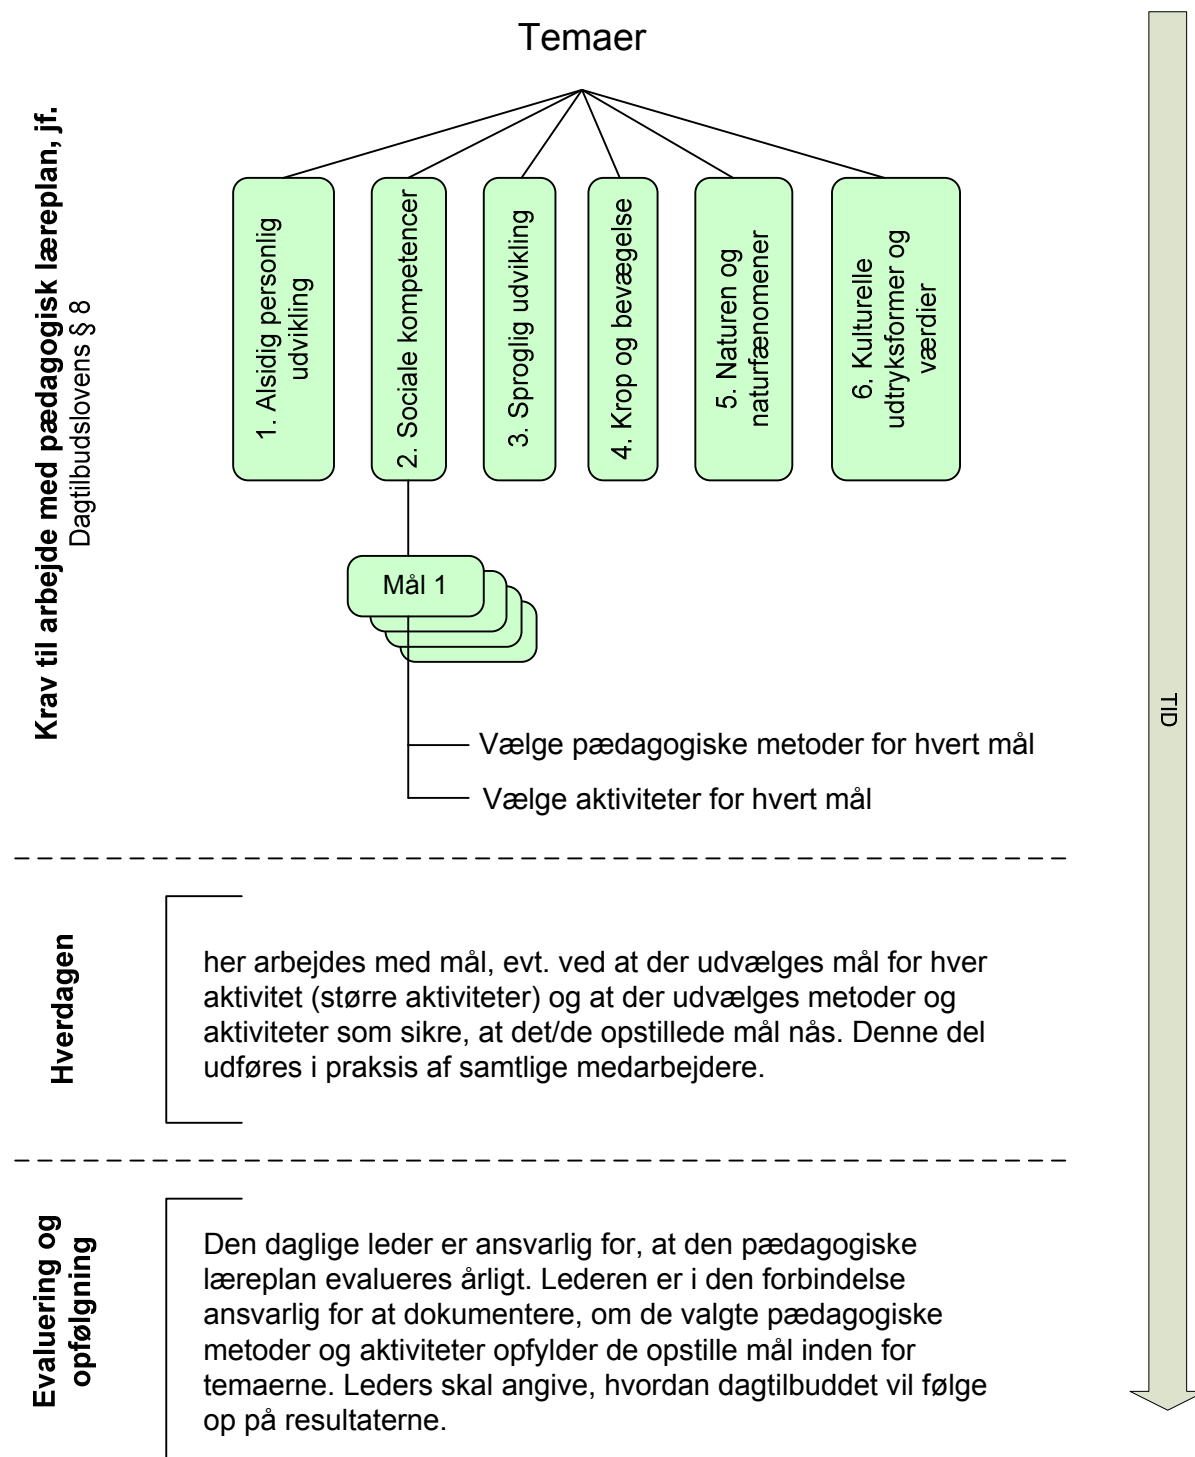 Temaer
Krav til arbejde med pædagogisk læreplan, jf.
Dagtilbudslovens § 8
1. Alsidig personlig
udvikling
2. Sociale kompetencer
3. Sproglig udvikling
4. Krop og bevægelse
5. Naturen og
naturfænomener
6. Kulturelle
udtryksformer og
værdier
Mål 1
Vælge pædagogiske metoder for hvert mål
Vælge aktiviteter for hvert mål
TID
Hverdagen
her arbejdes med mål, evt. ved at der udvælges mål for hver
aktivitet (større aktiviteter) og at der udvælges metoder og
aktiviteter som sikre, at det/de opstillede mål nås. Denne del
udføres i praksis af samtlige medarbejdere.
Evaluering og
opfølgning
Den daglige leder er ansvarlig for, at den pædagogiske
læreplan evalueres årligt. Lederen er i den forbindelse
ansvarlig for at dokumentere, om de valgte pædagogiske
metoder og aktiviteter opfylder de opstille mål inden for
temaerne. Leders skal angive, hvordan dagtilbuddet vil følge
op på resultaterne.